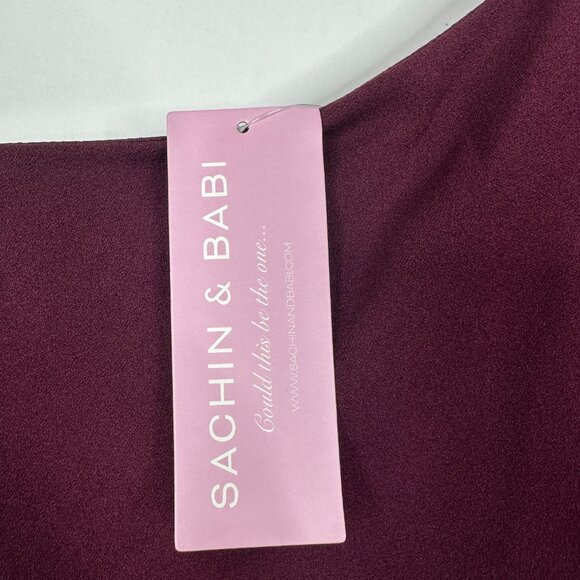 SACHIN & BABI
Could this be the one...
WWW.SACHINANDBABI.COM